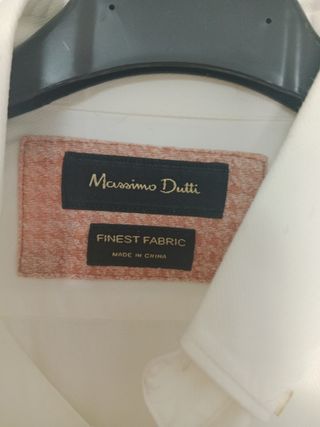 Massimo Dutti
FINEST FABRIC
MADE IN CHINA